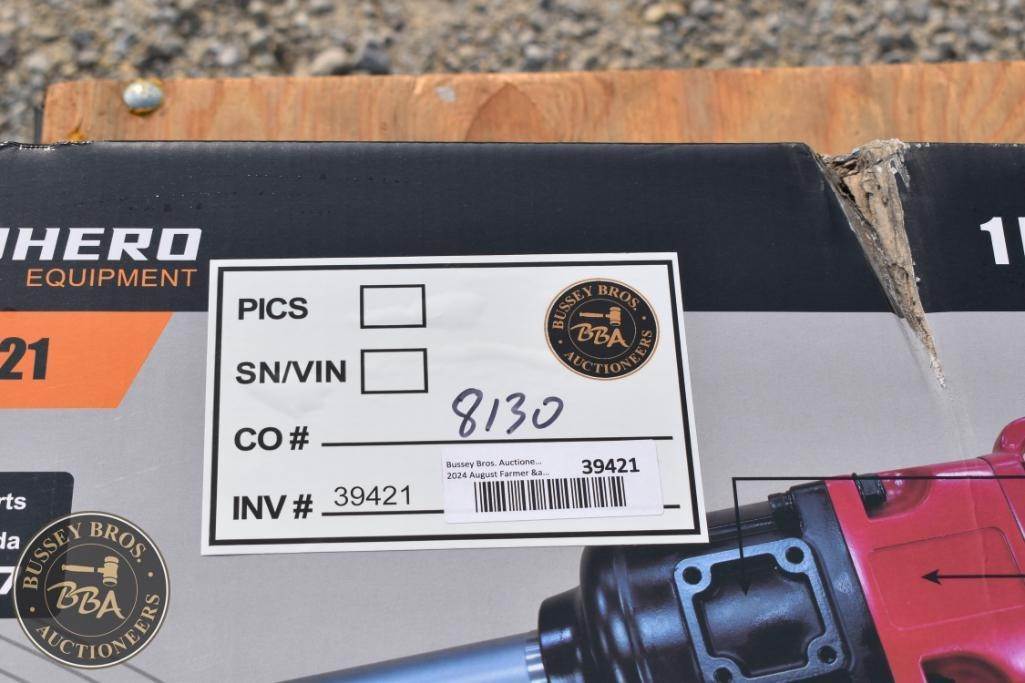 HERO
EQUIPMENT
21
PICS
SN/VIN
CO # 8130
INV # 39421
BUSSEY BROS.
BBA
AUCTIONEERS
Bussey Bros. Auctione... 39421
2024 August Farmer &a...
rts
da
7
BUSSEY BROS.
BBA
AUCTIONEERS